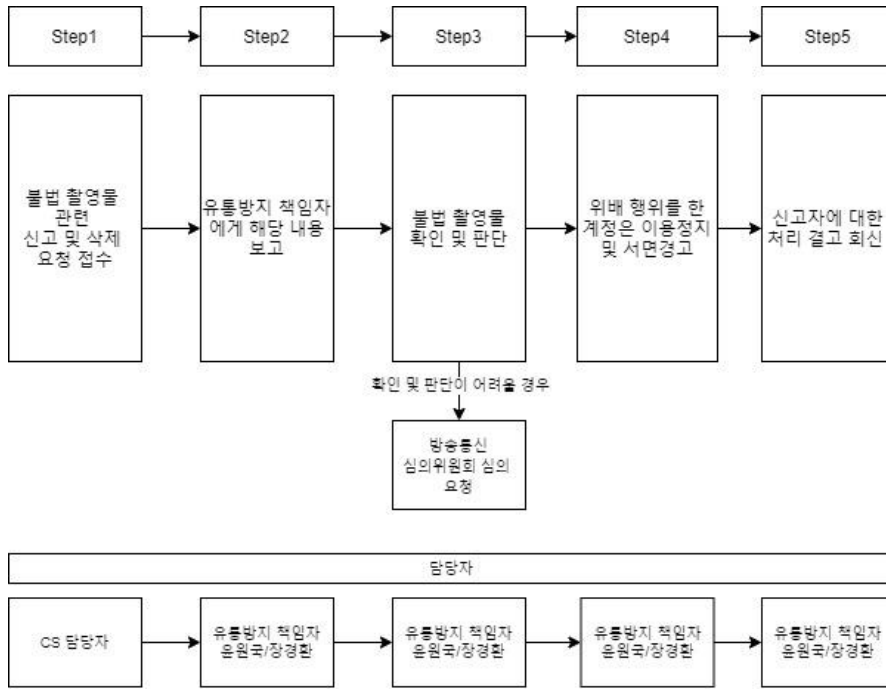 Step1
Step2
Step3
Step4
Step5
불법 촬영물
관련
신고 및 삭제
요청 접수
유통방지 책임자
에게 해당 내용
보고
불법 촬영물
확인 및 판단
위배 행위를 한
계정은 이용정지
및 서면경고
신고자에 대한
처리 결고 회신
확인 및 판단이 어려울 경우
방송통신
심의위원회 심의
요청
담당자
CS 담당자
유통방지 책임자
윤원국/장경환
유통방지 책임자
윤원국/장경환
유통방지 책임자
윤원국/장경환
유통방지 책임자
윤원국/장경환